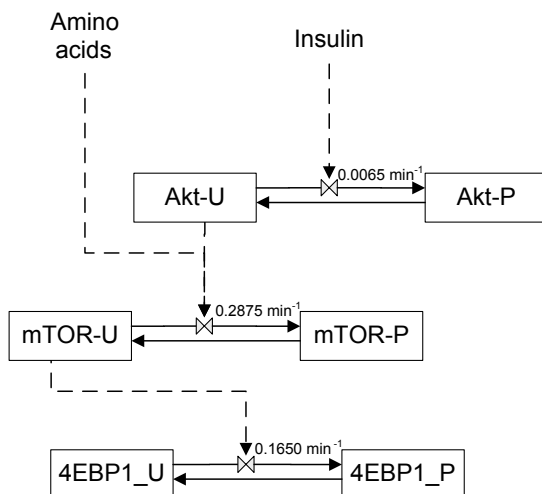 Amino
acids
Insulin
0.0065 min⁻¹
Akt-U
Akt-P
0.2875 min⁻¹
mTOR-U
mTOR-P
0.1650 min⁻¹
4EBP1_U
4EBP1_P